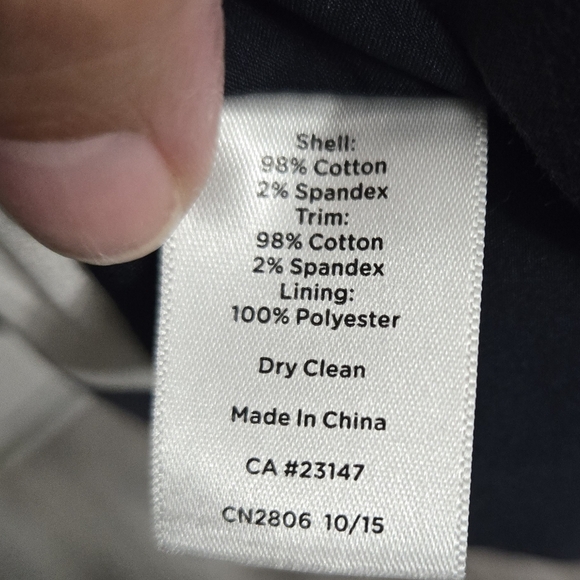 Shell:
98% Cotton
2% Spandex
Trim:
98% Cotton
2% Spandex
Lining:
100% Polyester
Dry Clean
Made In China
CA #23147
CN2806 10/15